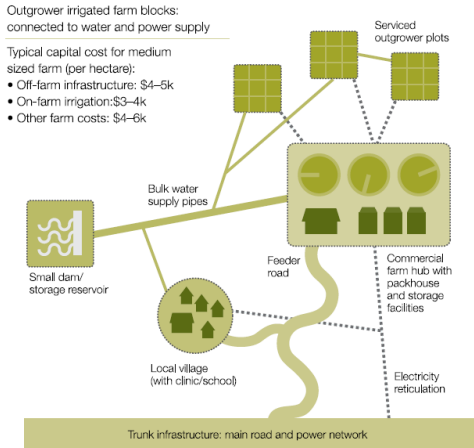 Outgrower irrigated farm blocks:
connected to water and power supply
Typical capital cost for medium
sized farm (per hectare):
• Off-farm infrastructure: $4–5k
• On-farm irrigation:$3–4k
• Other farm costs: $4–6k
Serviced
outgrower plots
Bulk water
supply pipes
Small dam/
storage reservoir
Feeder
road
Commercial
farm hub with
packhouse
and storage
facilities
Local village
(with clinic/school)
Electricity
reticulation
Trunk infrastructure: main road and power network